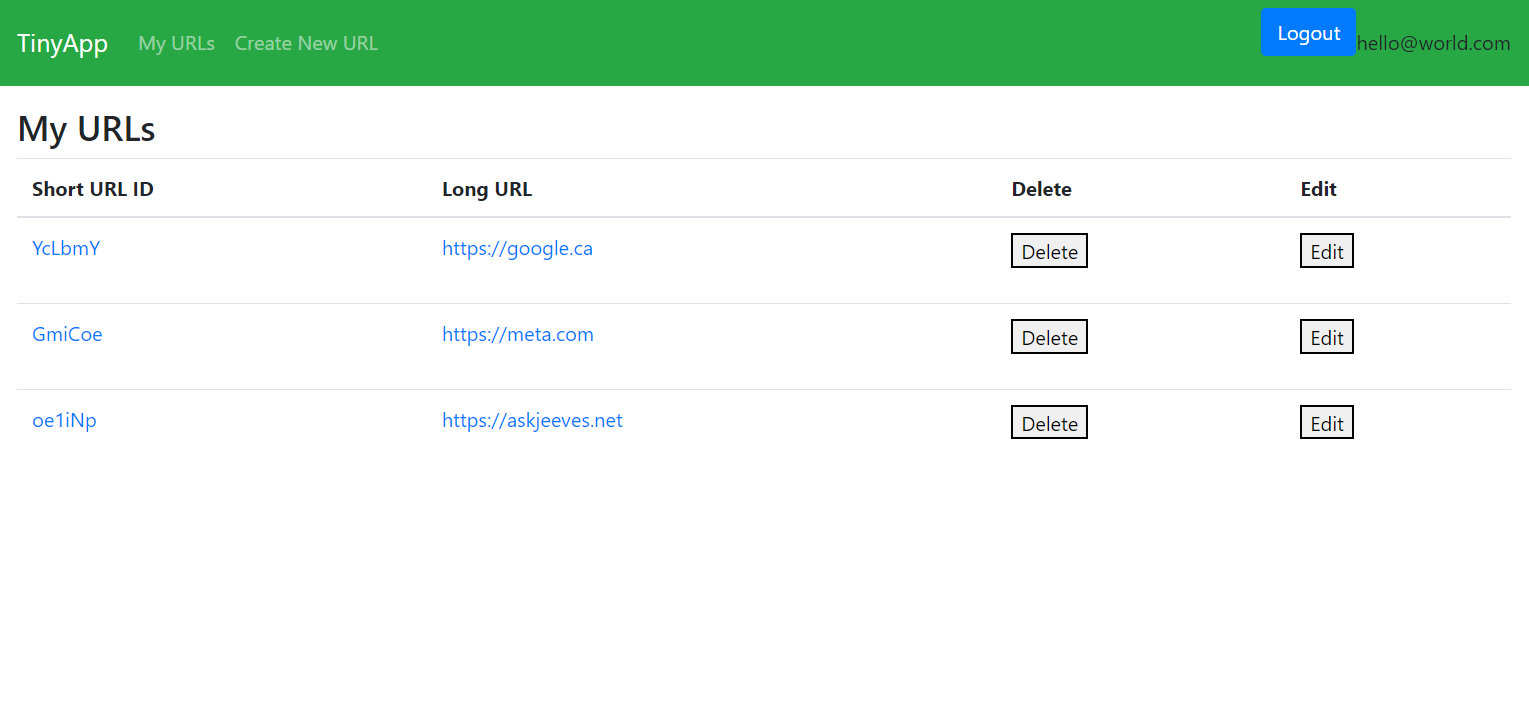 TinyApp My URLs Create New URL Logout hello@world.com
My URLs
Short URL ID Long URL Delete Edit
YcLbmY https://google.ca Delete Edit
GmiCoe https://meta.com Delete Edit
oe1iNp https://askjeeves.net Delete Edit